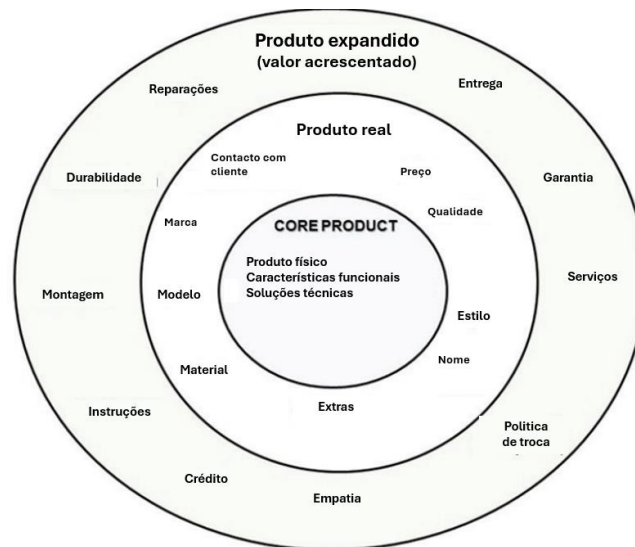 Produto expandido
(valor acrescentado)
Reparações
Entrega
Produto real
Contacto com
cliente
Preço
Durabilidade
Garantia
Marca
Qualidade
CORE PRODUCT
Produto físico
Características funcionais
Soluções técnicas
Montagem
Modelo
Serviços
Estilo
Material
Nome
Instruções
Extras
Politica
de troca
Crédito
Empatia